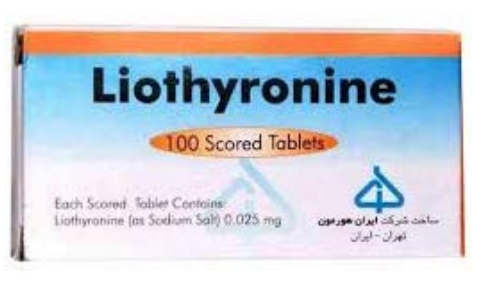 Liothyronine
100 Scored Tablets
Each Scored Tablet Contains:
Liothyronine (as Sodium Salt) 0.025 mg
ساخت شرکت ایران هورمون
تهران - ایران